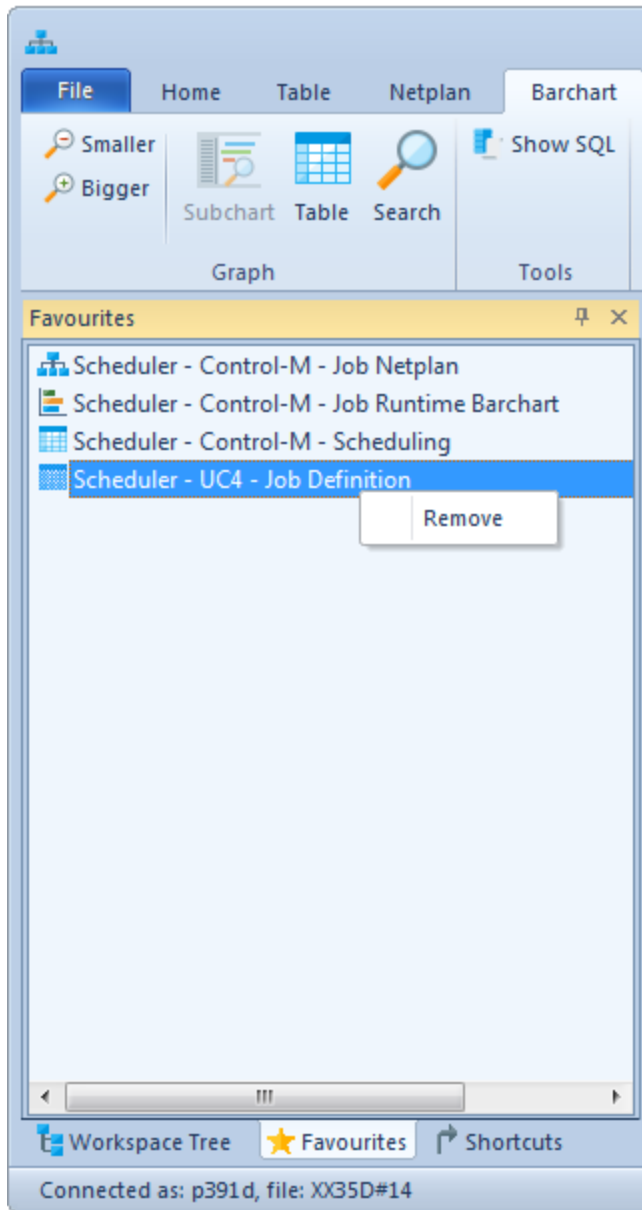 File Home Table Netplan Barchart
Smaller
Bigger
Subchart Table Search
Show SQL
Graph Tools
Favourites
Scheduler - Control-M - Job Netplan
Scheduler - Control-M - Job Runtime Barchart
Scheduler - Control-M - Scheduling
Scheduler - UC4 - Job Definition
Remove
Workspace Tree Favourites Shortcuts
Connected as: p391d, file: XX35D#14